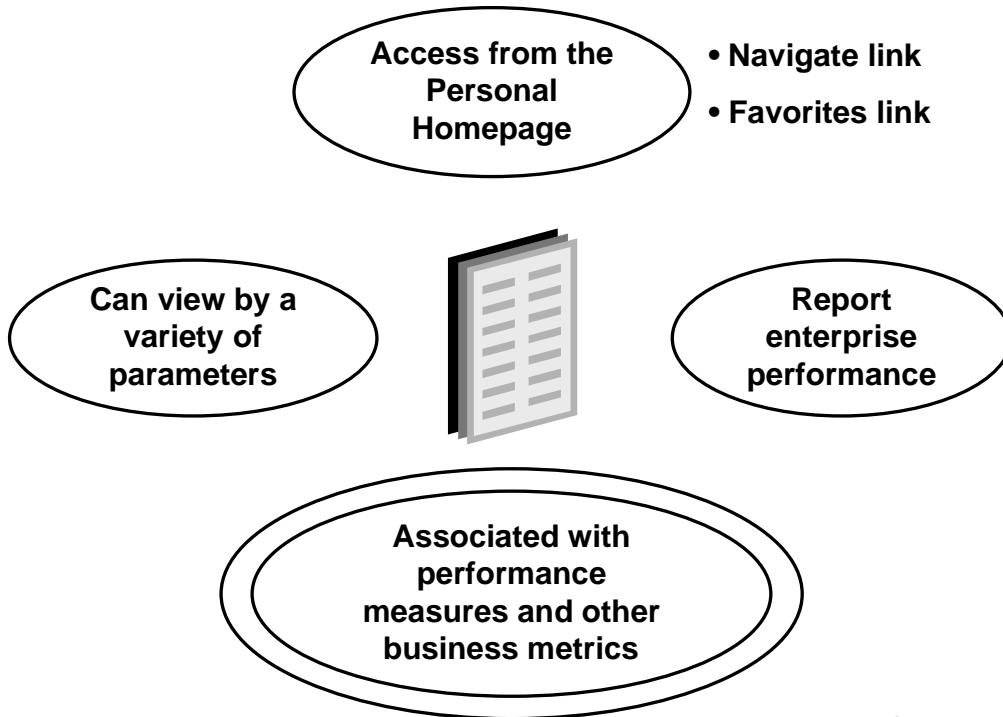 Access from the
Personal
Homepage
• Navigate link
• Favorites link
Can view by a
variety of
parameters
Report
enterprise
performance
Associated with
performance
measures and other
business metrics